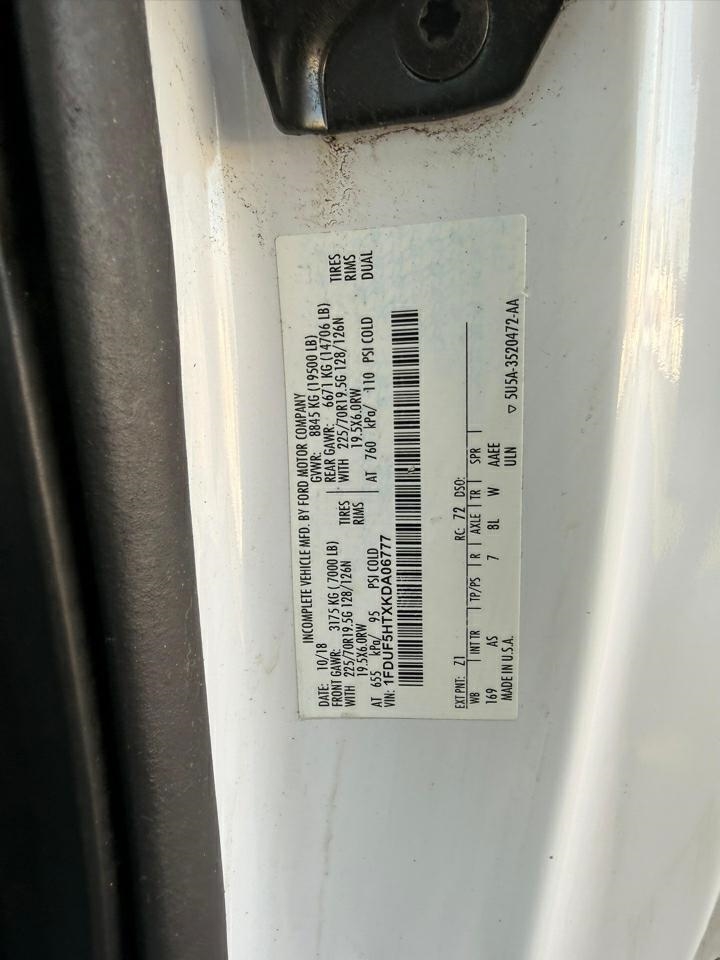 INCOMPLETE VEHICLE MFD. BY FORD MOTOR COMPANY
DATE: 10/18 GVWR: 8845 KG (19500 LB)
FRONT GAWR: 3175 KG ( 7000 LB) REAR GAWR: 6671 KG (14706 LB)
WITH 225/70R19.5G 128/126N TIRES WITH 225/70R19.5G 128/126N TIRES
19.5X6.0RW RIMS 19.5X6.0RW RIMS
AT 655 kPa/ 95 PSI COLD AT 760 kPa/ 110 PSI COLD DUAL
VIN: 1FDUF5HTXKDA06777
EXT PNT: Z1 RC: 72 DSO:
WB INT TR TP/PS R AXLE TR SPR
169 AS 7 8L W AAEE
MADE IN U.S.A. ULN
▽ 5U5A-3520472-AA